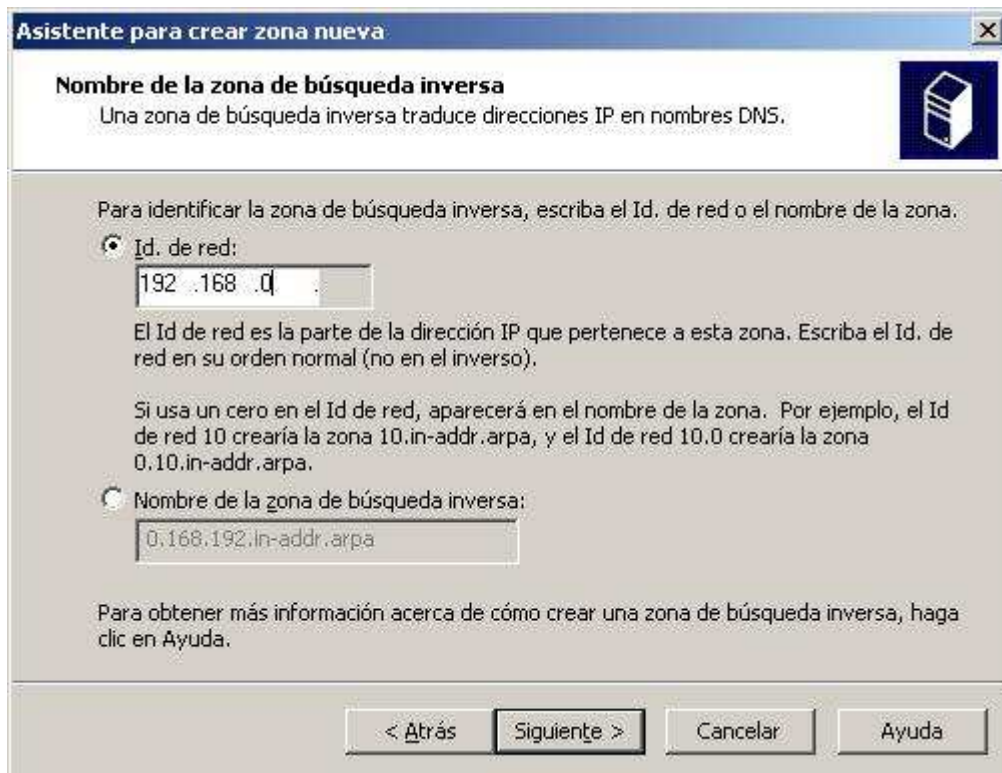 Asistente para crear zona nueva
Nombre de la zona de búsqueda inversa
Una zona de búsqueda inversa traduce direcciones IP en nombres DNS.
Para identificar la zona de búsqueda inversa, escriba el Id. de red o el nombre de la zona.
Id. de red:
192 .168 .0 .
El Id de red es la parte de la dirección IP que pertenece a esta zona. Escriba el Id. de
red en su orden normal (no en el inverso).
Si usa un cero en el Id de red, aparecerá en el nombre de la zona. Por ejemplo, el Id
de red 10 crearía la zona 10.in-addr.arpa, y el Id de red 10.0 crearía la zona
0.10.in-addr.arpa.
Nombre de la zona de búsqueda inversa:
0.168.192.in-addr.arpa
Para obtener más información acerca de cómo crear una zona de búsqueda inversa, haga
clic en Ayuda.
< Atrás Siguiente > Cancelar Ayuda